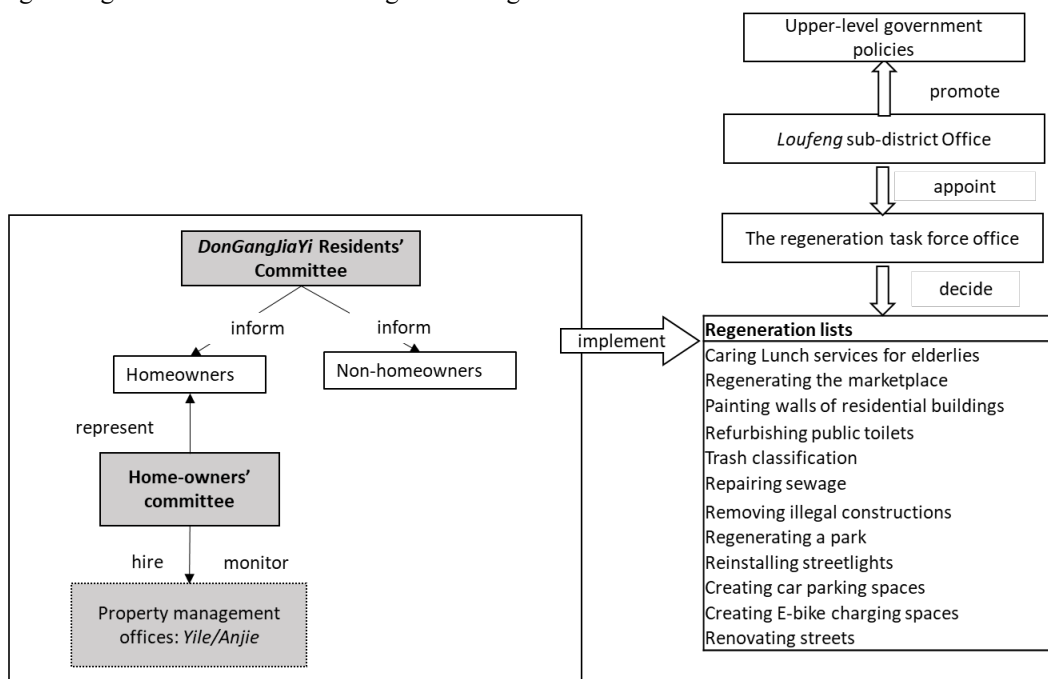 Upper-level government
policies
promote
Loufeng sub-district Office
appoint
The regeneration task force office
decide
DonGangJiaYi Residents’
Committee
inform
inform
Homeowners
Non-homeowners
represent
Home-owners’
committee
hire
monitor
Property management
offices: Yile/Anjie
implement
Regeneration lists
Caring Lunch services for elderlies
Regenerating the marketplace
Painting walls of residential buildings
Refurbishing public toilets
Trash classification
Repairing sewage
Removing illegal constructions
Regenerating a park
Reinstalling streetlights
Creating car parking spaces
Creating E-bike charging spaces
Renovating streets